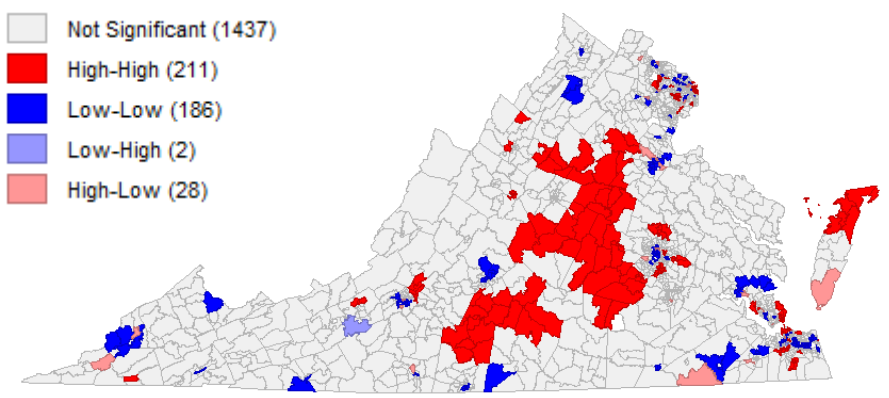 Not Significant (1437)
High-High (211)
Low-Low (186)
Low-High (2)
High-Low (28)